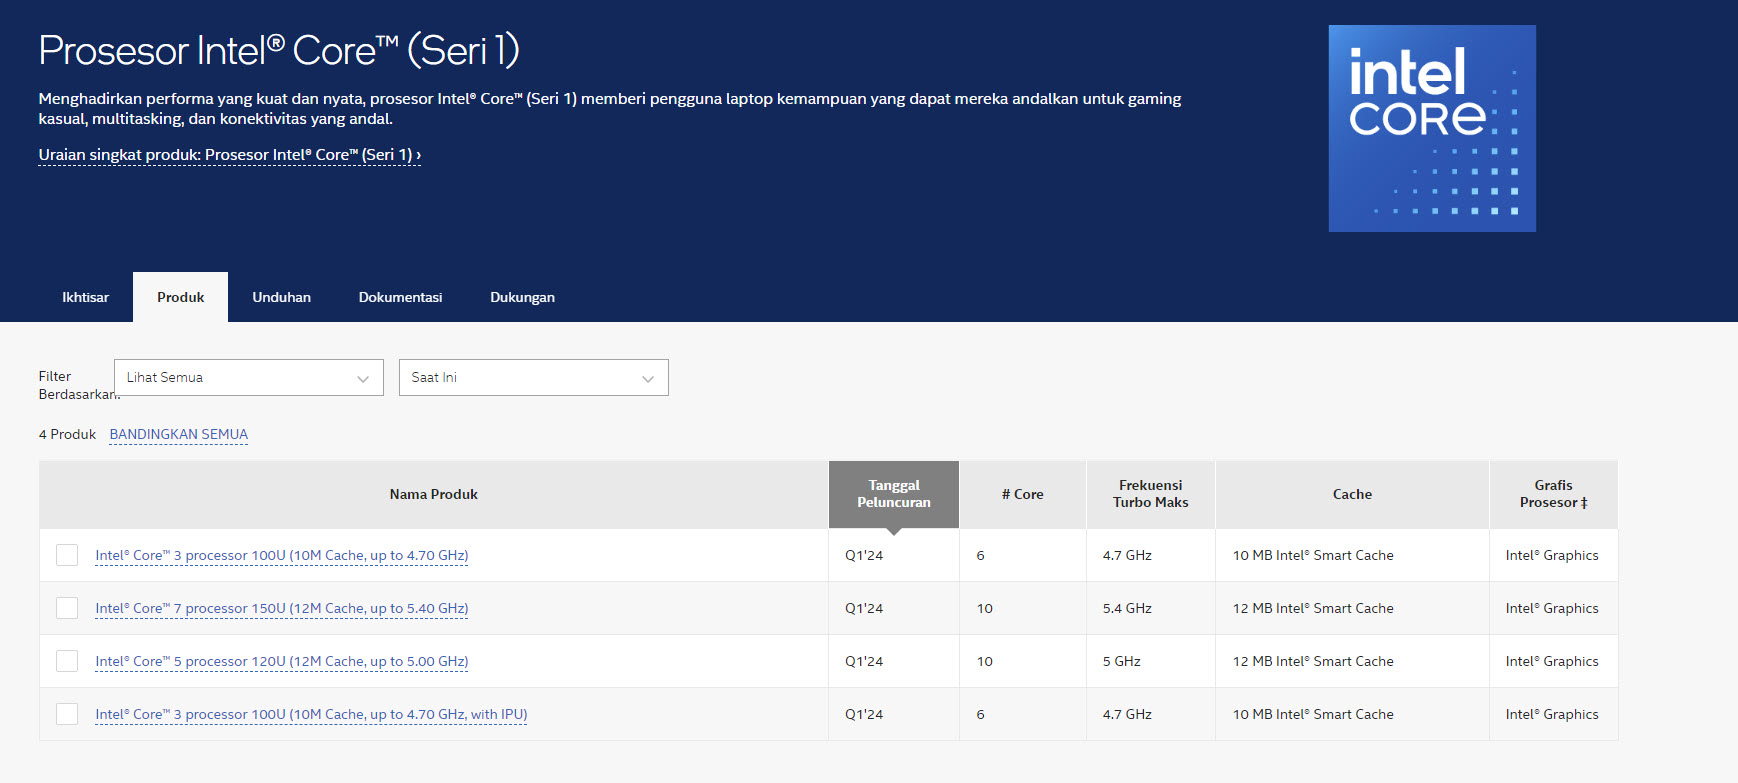 Prosesor Intel® Core™ (Seri 1)
Menghadirkan performa yang kuat dan nyata, prosesor Intel® Core™ (Seri 1) memberi pengguna laptop kemampuan yang dapat mereka andalkan untuk gaming
kasual, multitasking, dan konektivitas yang andal.
Uraian singkat produk: Prosesor Intel® Core™ (Seri 1) ›
intel
CORE
Ikhtisar Produk Unduhan Dokumentasi Dukungan
Filter
Berdasarkan:
Lihat Semua Saat Ini
4 Produk BANDINGKAN SEMUA
Nama Produk Tanggal Peluncuran # Core Frekuensi Turbo Maks Cache Grafis Prosesor ‡
Intel® Core™ 3 processor 100U (10M Cache, up to 4.70 GHz) Q1'24 6 4.7 GHz 10 MB Intel® Smart Cache Intel® Graphics
Intel® Core™ 7 processor 150U (12M Cache, up to 5.40 GHz) Q1'24 10 5.4 GHz 12 MB Intel® Smart Cache Intel® Graphics
Intel® Core™ 5 processor 120U (12M Cache, up to 5.00 GHz) Q1'24 10 5 GHz 12 MB Intel® Smart Cache Intel® Graphics
Intel® Core™ 3 processor 100U (10M Cache, up to 4.70 GHz, with IPU) Q1'24 6 4.7 GHz 10 MB Intel® Smart Cache Intel® Graphics